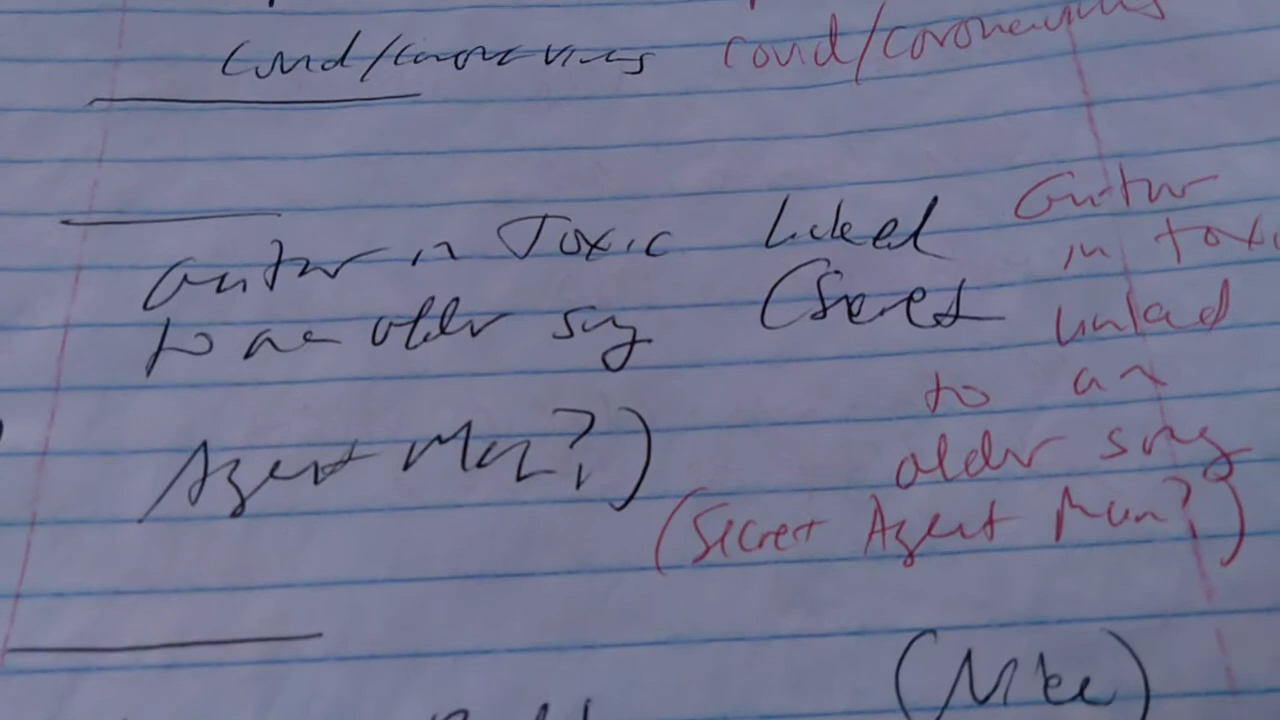 covid/coronavirus covid/coronavirus
guitar in Toxic linked Guitar
to an older song (Secret in toxic
linked
to an
Agent Man?) older song
(Secret Agent Man?)
(Mike)